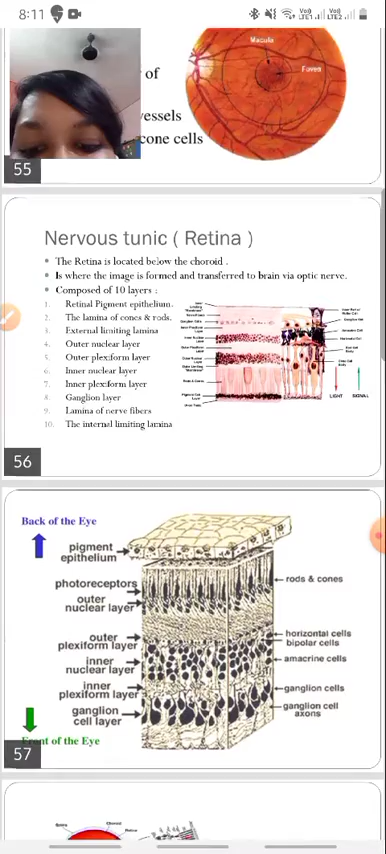 8:11
Vo)) LTE1
Vo)) LTE2
Macula
Fovea
of
vessels
cone cells
55
Nervous tunic ( Retina )
The Retina is located below the choroid .
Is where the image is formed and transferred to brain via optic nerve.
Composed of 10 layers :
1. Retinal Pigment epithelium.
2. The lamina of cones & rods.
3. External limiting lamina
4. Outer nuclear layer
5. Outer plexiform layer
6. Inner nuclear layer
7. Inner plexiform layer
8. Ganglion layer
9. Lamina of nerve fibers
10. The internal limiting lamina
LIGHT SIGNAL
56
Back of the Eye
pigment
epithelium
photoreceptors
rods & cones
outer
nuclear layer
outer
plexiform layer
horizontal cells
bipolar cells
inner
nuclear layer
amacrine cells
inner
plexiform layer
ganglion cells
ganglion
cell layer
ganglion cell
axons
Front of the Eye
57
Choroid